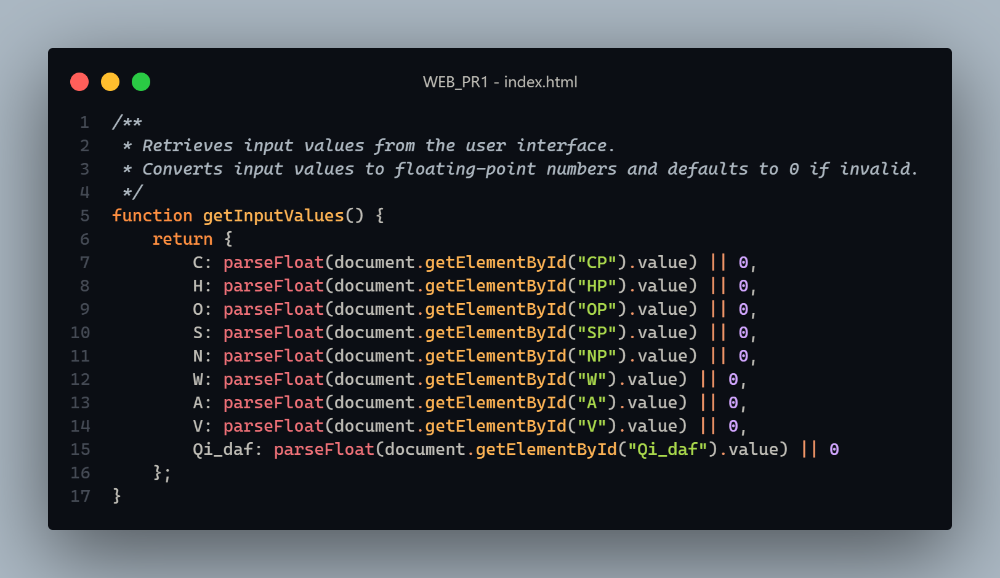 WEB_PR1 - index.html
1 /**
2  * Retrieves input values from the user interface.
3  * Converts input values to floating-point numbers and defaults to 0 if invalid.
4  */
5 function getInputValues() {
6     return {
7         C: parseFloat(document.getElementById("CP").value) || 0,
8         H: parseFloat(document.getElementById("HP").value) || 0,
9         O: parseFloat(document.getElementById("OP").value) || 0,
10         S: parseFloat(document.getElementById("SP").value) || 0,
11         N: parseFloat(document.getElementById("NP").value) || 0,
12         W: parseFloat(document.getElementById("W").value) || 0,
13         A: parseFloat(document.getElementById("A").value) || 0,
14         V: parseFloat(document.getElementById("V").value) || 0,
15         Qi_daf: parseFloat(document.getElementById("Qi_daf").value) || 0
16     };
17 }